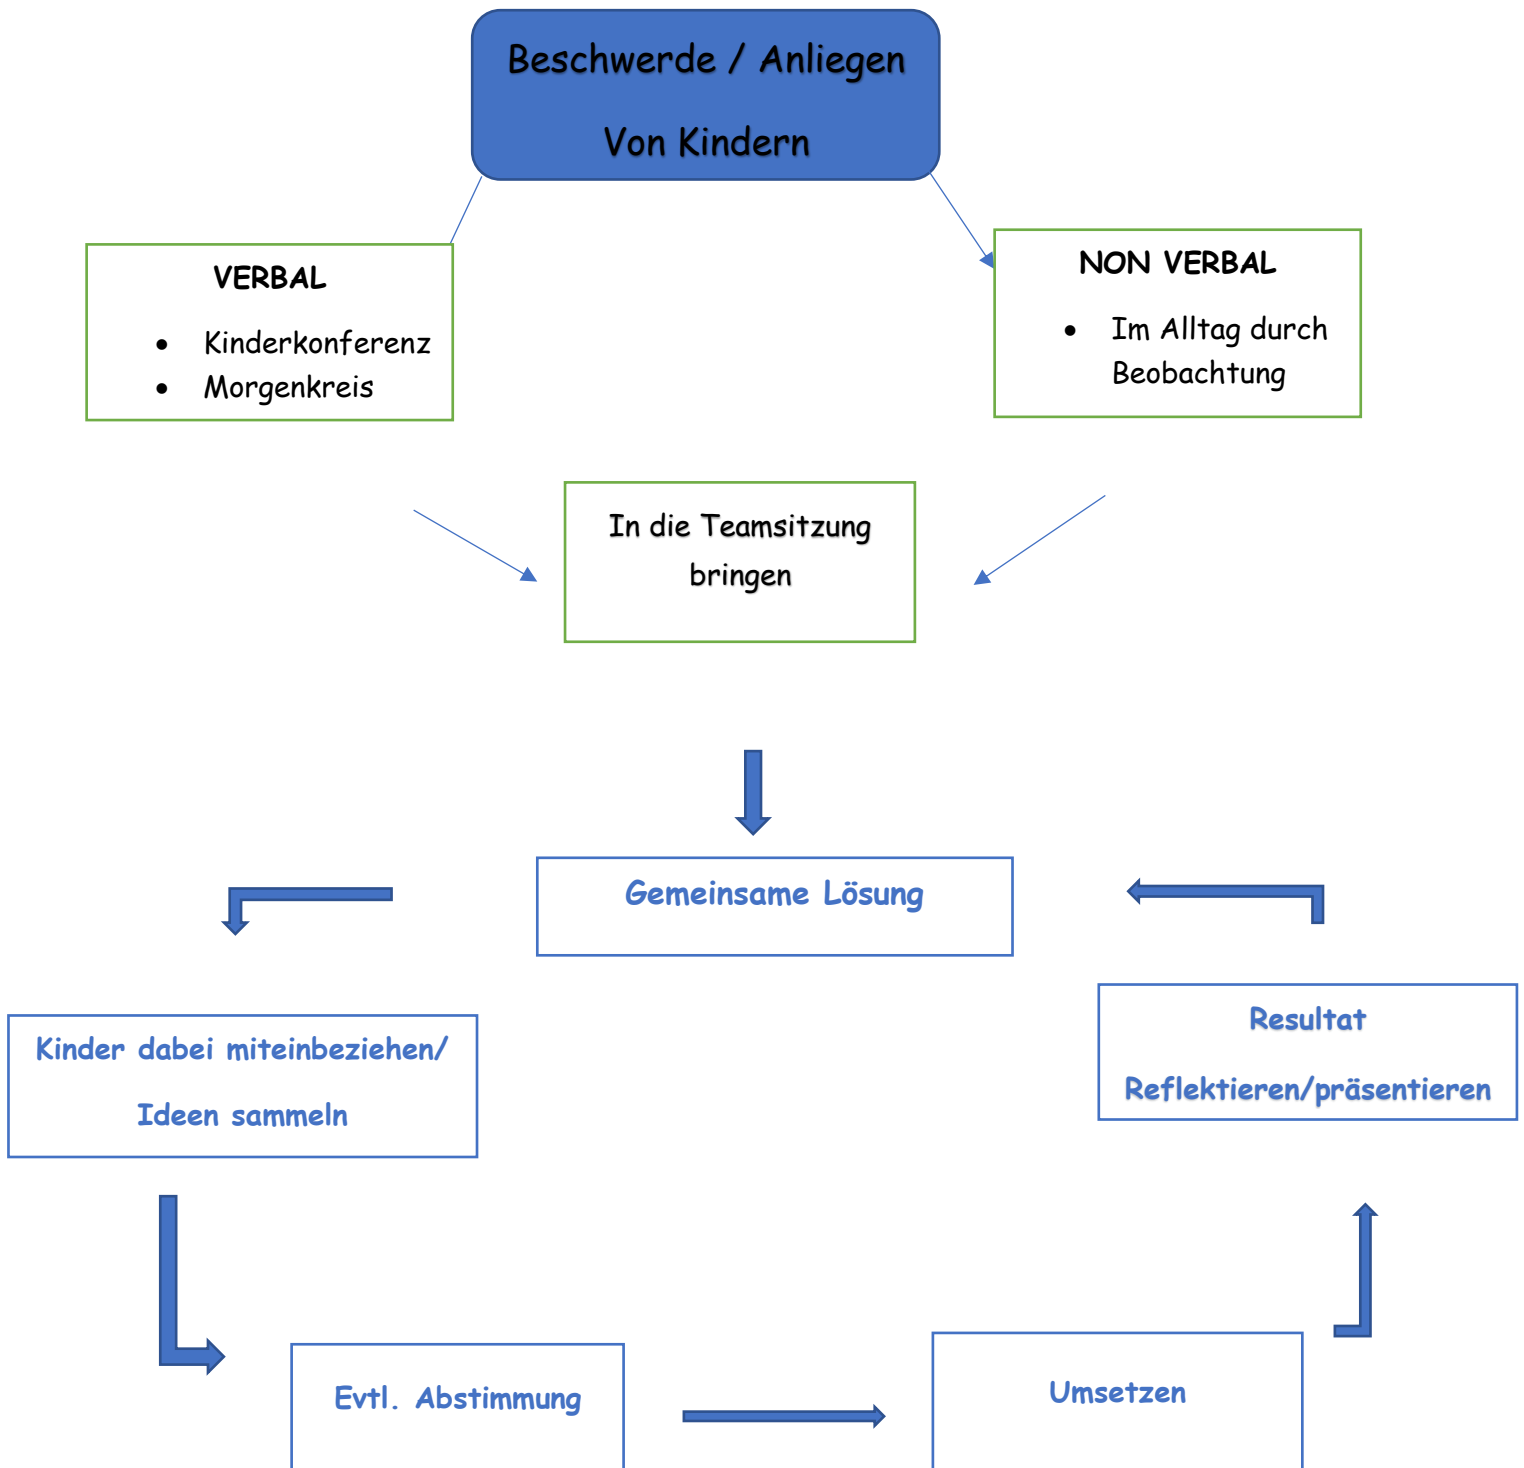 Beschwerde / Anliegen
Von Kindern
VERBAL
• Kinderkonferenz
• Morgenkreis
NON VERBAL
• Im Alltag durch
Beobachtung
In die Teamsitzung
bringen
Gemeinsame Lösung
Kinder dabei miteinbeziehen/
Ideen sammeln
Resultat
Reflektieren/präsentieren
Evtl. Abstimmung
Umsetzen